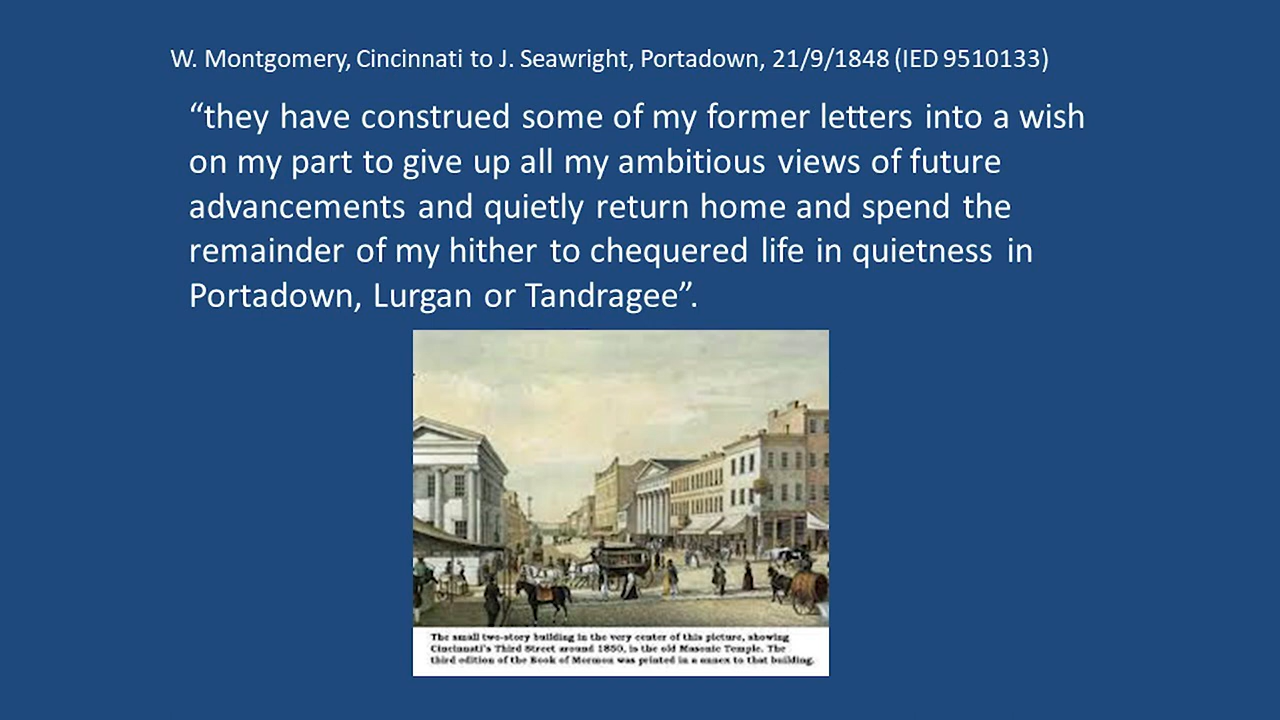 W. Montgomery, Cincinnati to J. Seawright, Portadown, 21/9/1848 (IED 9510133)
“they have construed some of my former letters into a wish
on my part to give up all my ambitious views of future
advancements and quietly return home and spend the
remainder of my hither to chequered life in quietness in
Portadown, Lurgan or Tandragee”.
The small two-story building in the very center of this picture, showing
Cincinnati's Third Street around 1850, is the old Masonic Temple. The
third edition of the Book of Mormon was printed in a annex to that building.